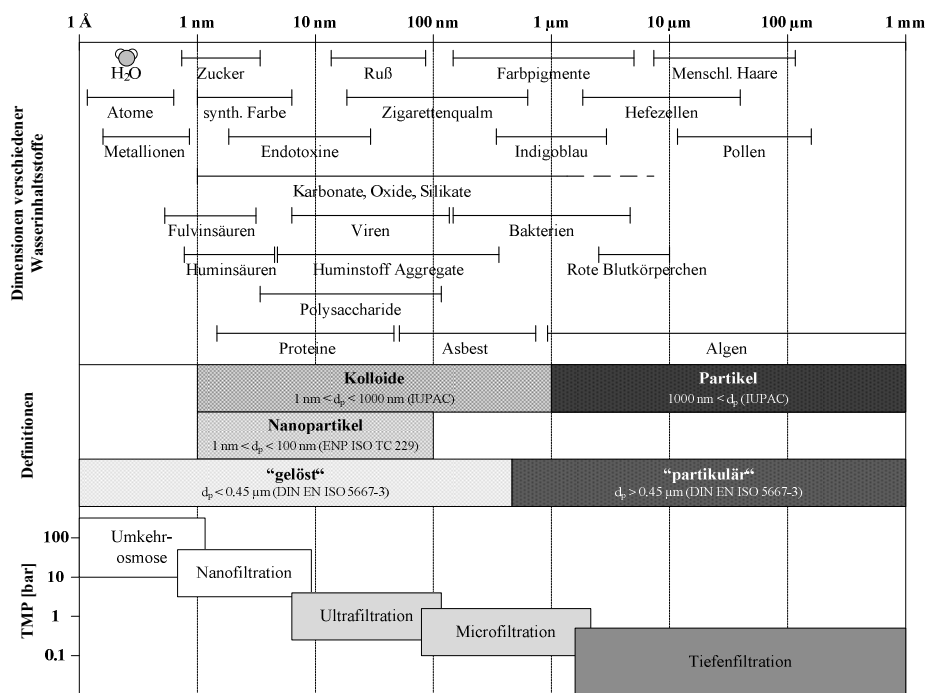 1 Å 1 nm 10 nm 100 nm 1 µm 10 µm 100 µm 1 mm
Dimensionen verschiedener
Wasserinhaltsstoffe
H₂O Zucker Ruß Farbpigmente Menschl. Haare
Atome synth. Farbe Zigarettenqualm Hefezellen
Metallionen Endotoxine Indigoblau Pollen
Karbonate, Oxide, Silikate
Fulvinsäuren Viren Bakterien
Huminsäuren Huminstoff Aggregate Rote Blutkörperchen
Polysaccharide
Proteine Asbest Algen
Definitionen
Kolloide
1 nm < dₚ < 1000 nm (IUPAC)
Partikel
1000 nm < dₚ (IUPAC)
Nanopartikel
1 nm < dₚ < 100 nm (ENP ISO TC 229)
“gelöst“
dₚ < 0.45 µm (DIN EN ISO 5667-3)
“partikulär“
dₚ > 0.45 µm (DIN EN ISO 5667-3)
TMP [bar]
100
10
1
0.1
Umkehr-
osmose
Nanofiltration
Ultrafiltration
Microfiltration
Tiefenfiltration